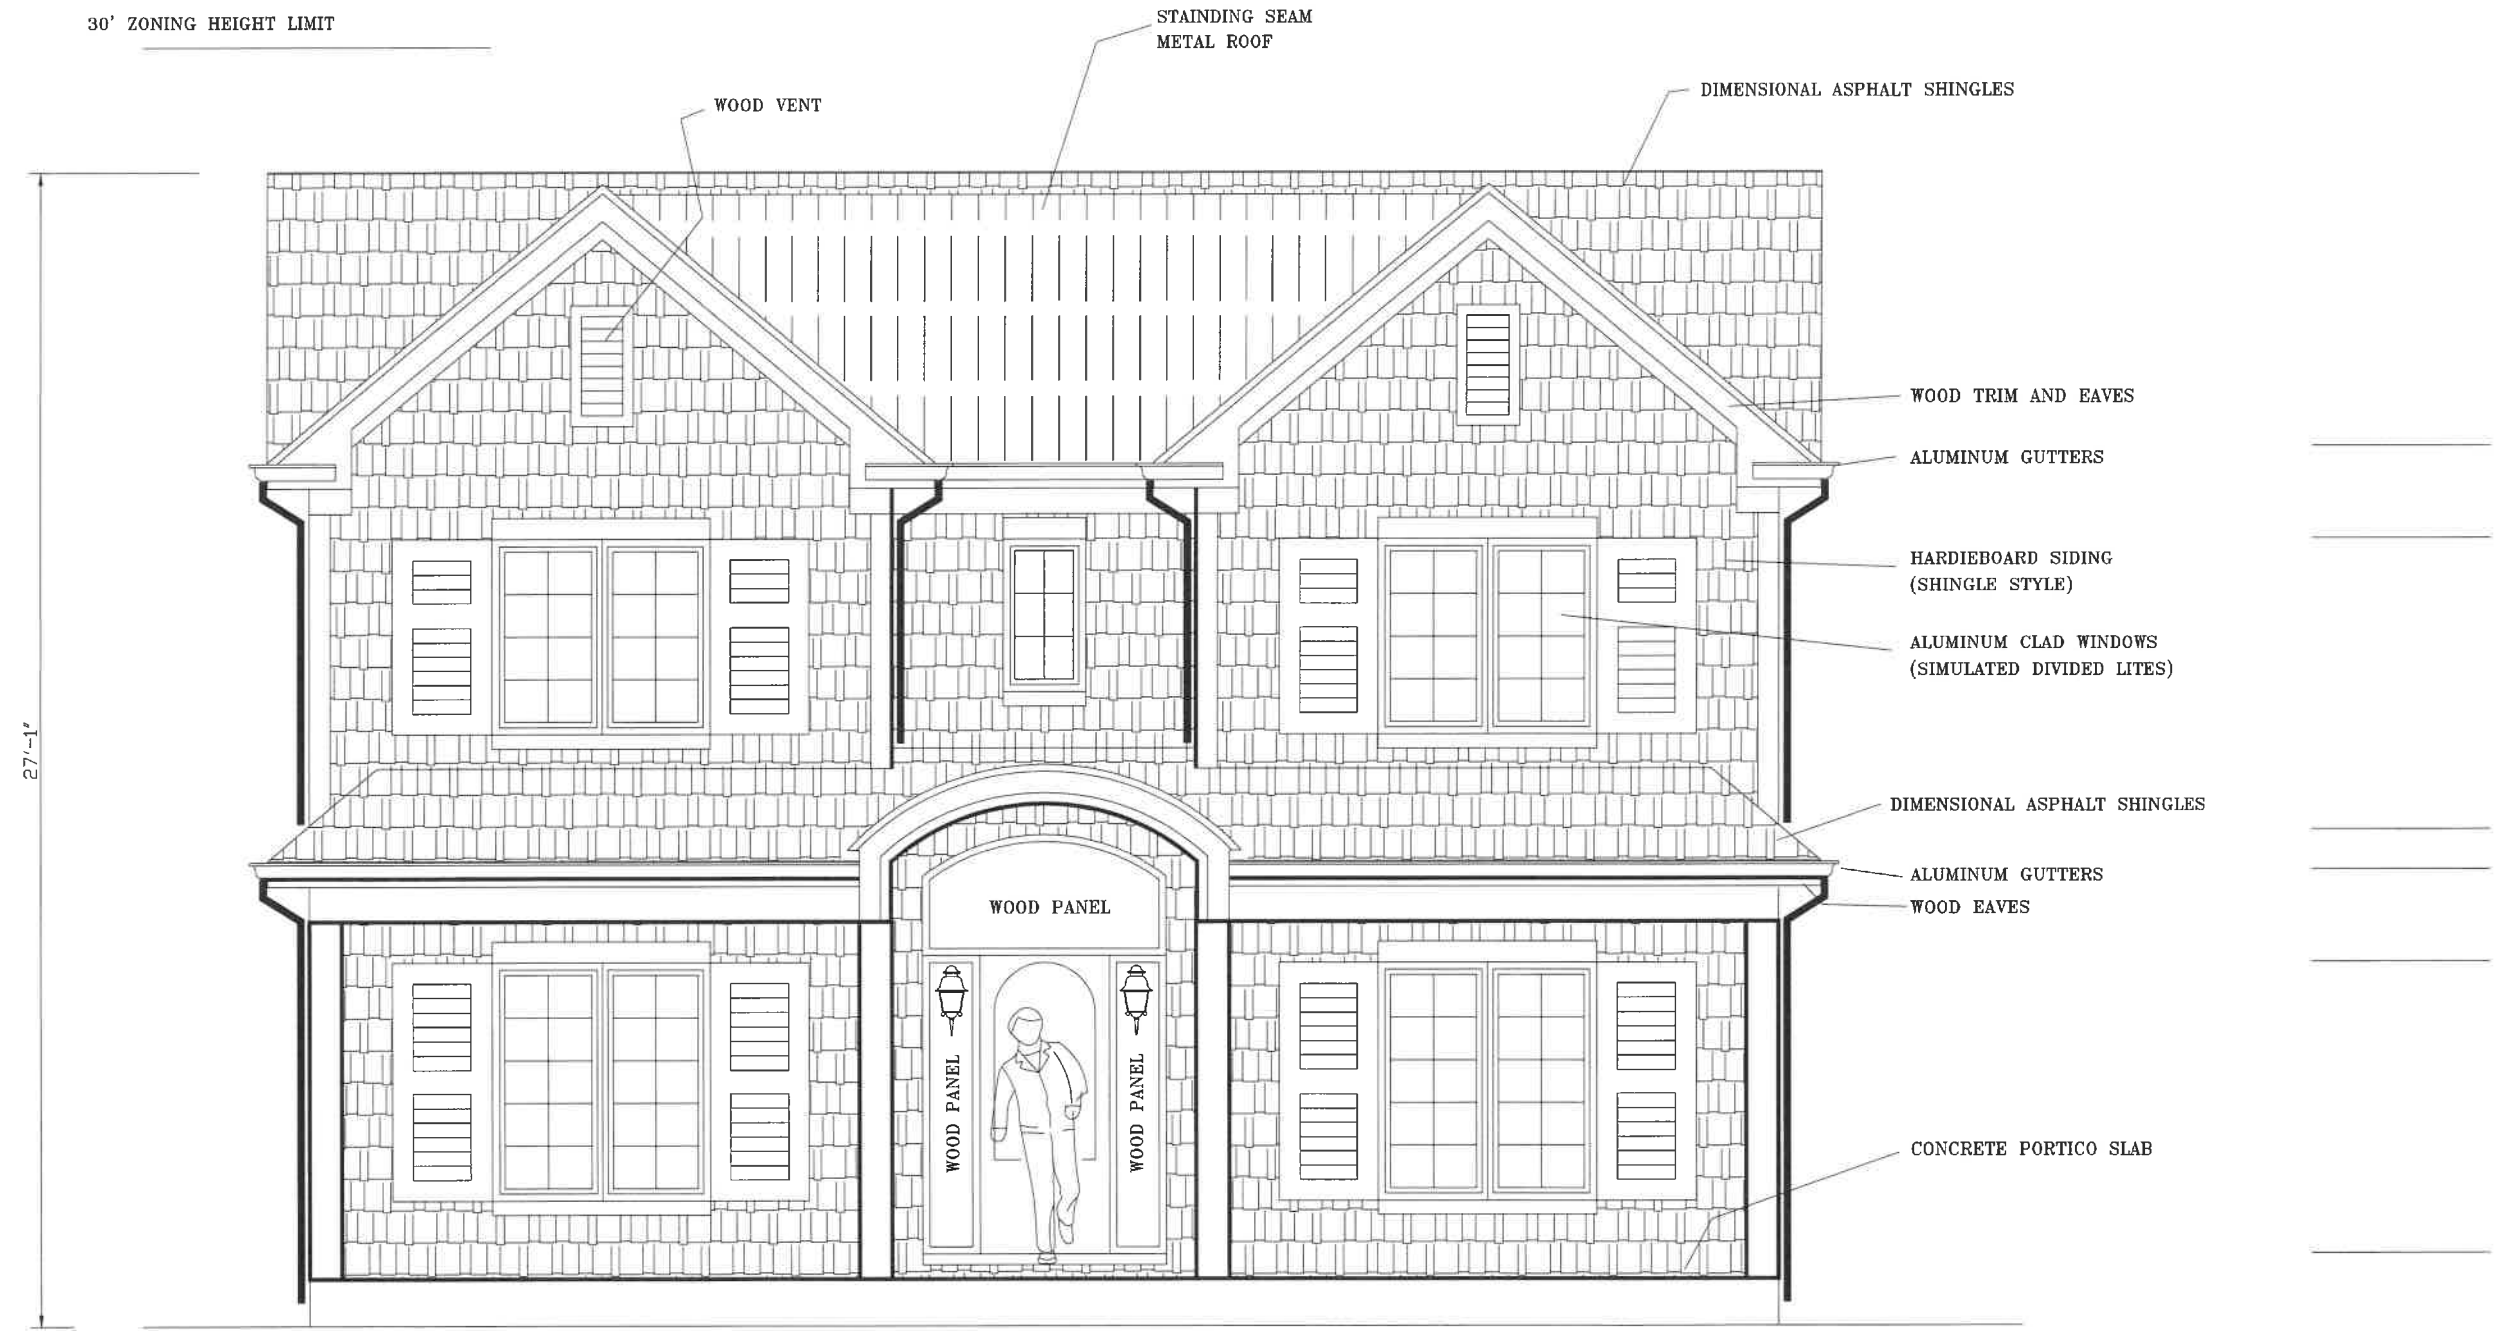 30' ZONING HEIGHT LIMIT
STAINDING SEAM
METAL ROOF
DIMENSIONAL ASPHALT SHINGLES
WOOD VENT
WOOD TRIM AND EAVES
ALUMINUM GUTTERS
HARDIEBOARD SIDING
(SHINGLE STYLE)
ALUMINUM CLAD WINDOWS
(SIMULATED DIVIDED LITES)
27'-1"
DIMENSIONAL ASPHALT SHINGLES
ALUMINUM GUTTERS
WOOD EAVES
WOOD PANEL
WOOD PANEL
WOOD PANEL
CONCRETE PORTICO SLAB